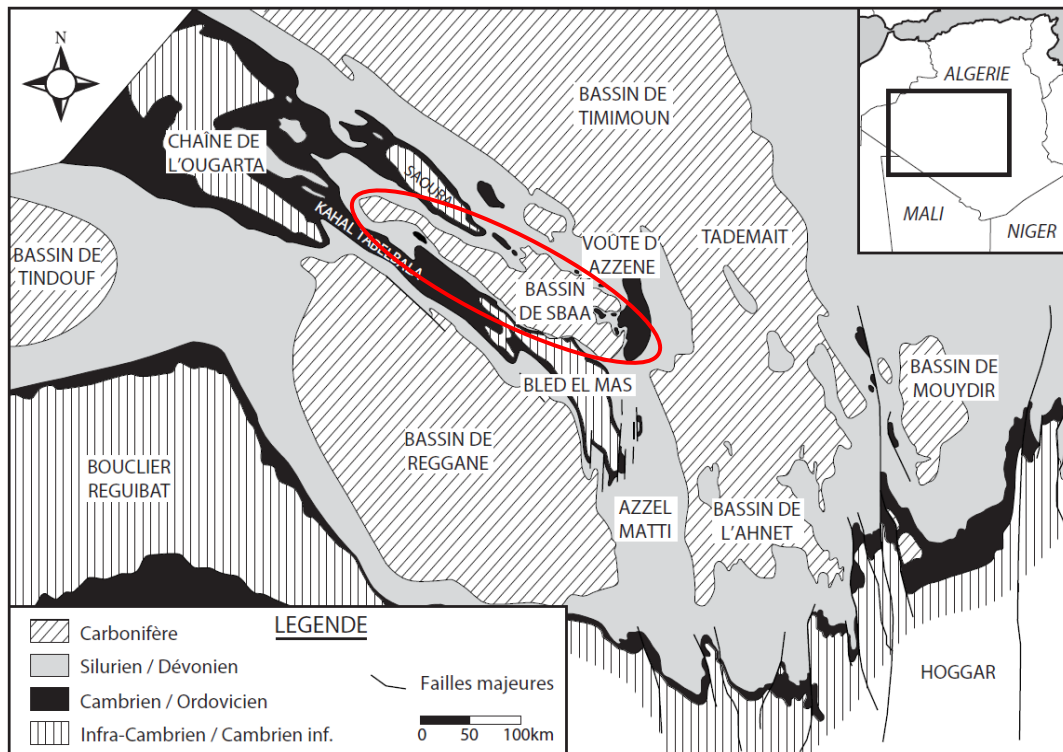 N
ALGERIE
MALI
NIGER
BASSIN DE
TIMIMOUN
CHAÎNE DE
L'OUGARTA
SAOURA
KAHAL TABELBALA
VOÛTE D
AZZENE
TADEMAIT
BASSIN DE
TINDOUF
BASSIN
DE SBAA
BLED EL MAS
BASSIN DE
MOUYDIR
BASSIN DE
REGGANE
BOUCLIER
REGUIBAT
AZZEL
MATTI
BASSIN DE
L'AHNET
HOGGAR
LEGENDE
Carbonifère
Silurien / Dévonien
Cambrien / Ordovicien
Infra-Cambrien / Cambrien inf.
Failles majeures
0 50 100km